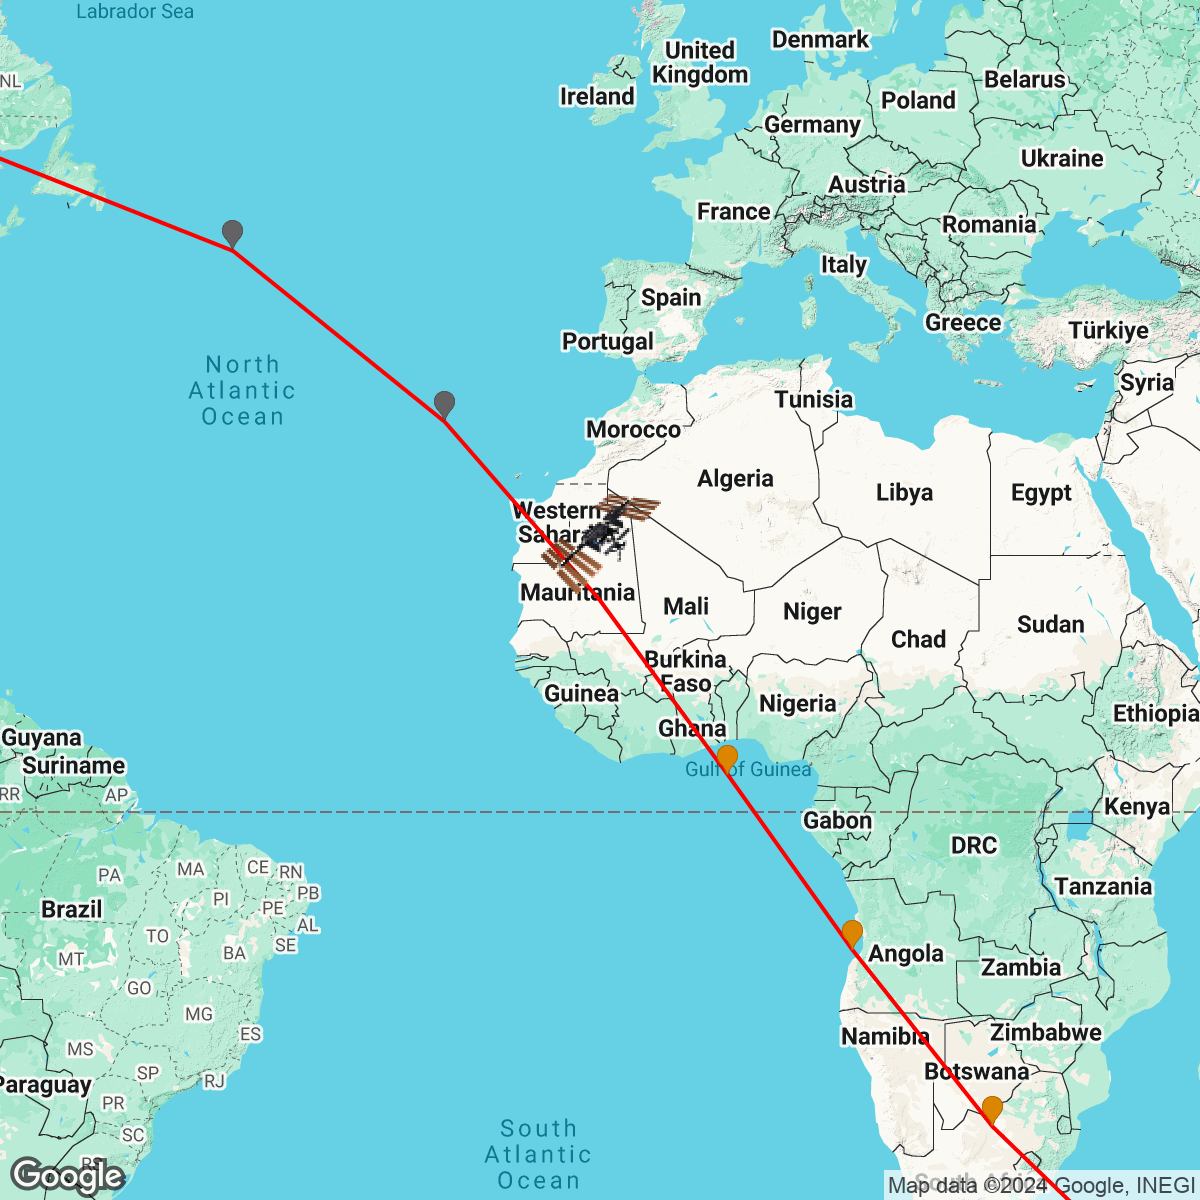 Labrador Sea
NL
Denmark
United
Kingdom
Ireland
Belarus
Poland
Germany
Ukraine
Austria
France
Romania
Italy
Spain
Greece
Türkiye
Portugal
North
Atlantic
Ocean
Syria
Tunisia
Morocco
Algeria
Libya
Egypt
Western
Mauritania
Mali
Niger
Sudan
Chad
Burkina
Faso
Guinea
Nigeria
Ghana
Ethiopia
Guyana
Suriname
Gulf of Guinea
RR
AP
Kenya
Gabon
DRC
MA
CE
RN
PA
PB
PI
PE
Tanzania
Brazil
AL
TO
SE
BA
MT
Angola
Zambia
GO
MG
ES
Namibia
Zimbabwe
MS
Botswana
SP
RJ
Paraguay
PR
SC
South
Atlantic
Ocean
RS
Google
South Africa
Map data ©2024 Google, INEGI